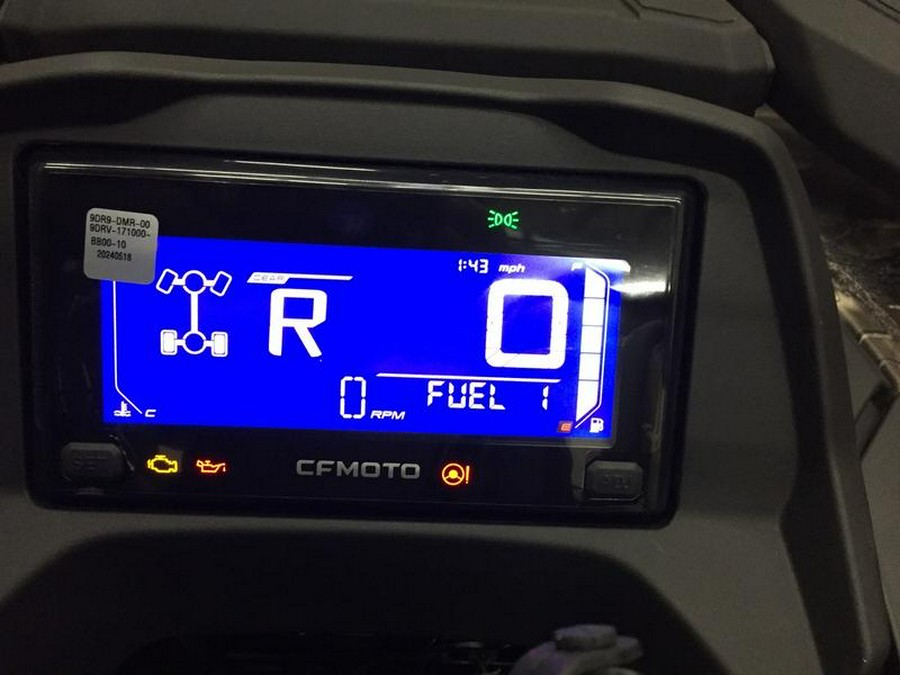 9DR9-DMR-00
9DRV-171000-
BB00-10
20240518
GEAR
R
1:43 mph
F
0
FUEL 1
0 RPM
C
E
CFMOTO